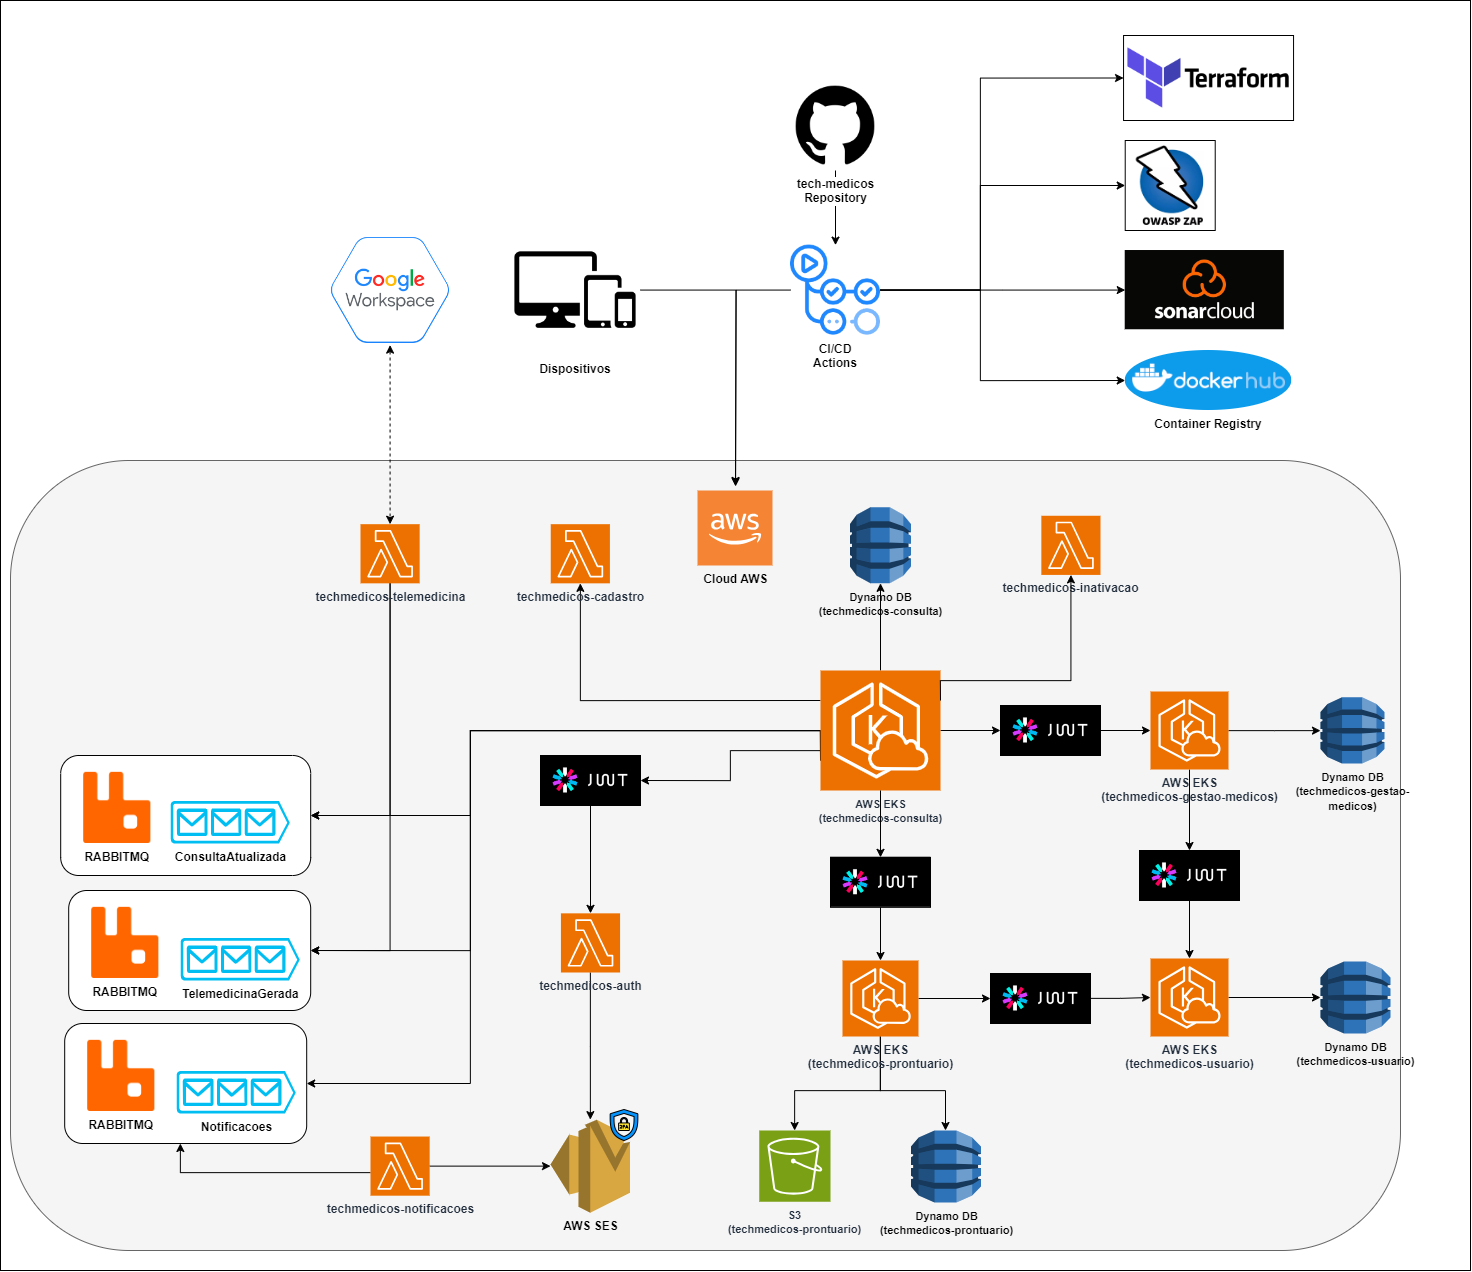 Terraform
tech-medicos
Repository
OWASP ZAP
Google
Workspace
sonarcloud
Dispositivos
CI/CD
Actions
dockerhub
Container Registry
aws
Cloud AWS
techmedicos-telemedicina
techmedicos-cadastro
Dynamo DB
(techmedicos-consulta)
techmedicos-inativacao
K
JWT
K
JWT
AWS EKS
(techmedicos-consulta)
AWS EKS
(techmedicos-gestao-medicos)
Dynamo DB
(techmedicos-gestao-
medicos)
RABBITMQ
ConsultaAtualizada
JWT
JWT
RABBITMQ
TelemedicinaGerada
techmedicos-auth
K
JWT
K
AWS EKS
(techmedicos-prontuario)
AWS EKS
(techmedicos-usuario)
Dynamo DB
(techmedicos-usuario)
RABBITMQ
Notificacoes
2FA
techmedicos-notificacoes
AWS SES
S3
(techmedicos-prontuario)
Dynamo DB
(techmedicos-prontuario)